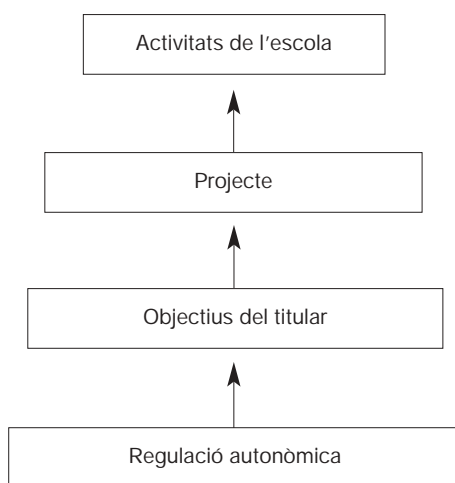 Activitats de l'escola
Projecte
Objectius del titular
Regulació autonòmica